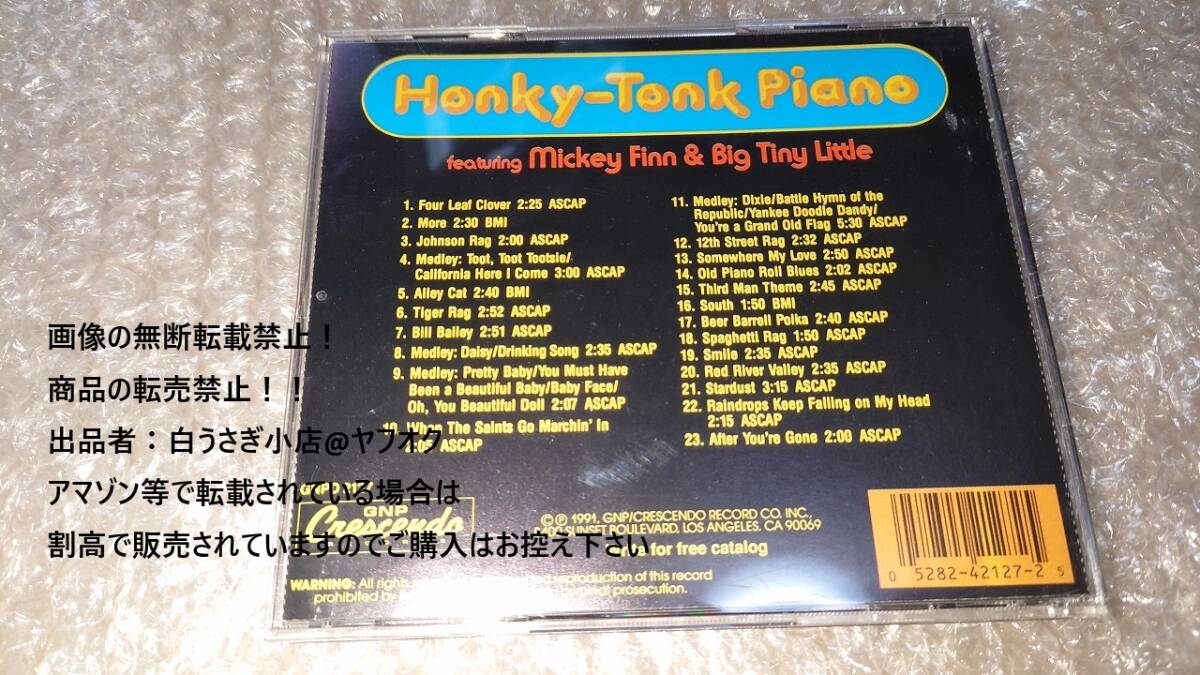 Honky-Tonk Piano
featuring Mickey Finn & Big Tiny Little
1. Four Leaf Clover 2:25 ASCAP
2. More 2:30 BMI
3. Johnson Rag 2:00 ASCAP
4. Medley: Toot, Toot Tootsie/
California Here I Come 3:00 ASCAP
5. Alley Cat 2:40 BMI
6. Tiger Rag 2:52 ASCAP
7. Bill Bailey 2:51 ASCAP
8. Medley: Daisy/Drinking Song 2:35 ASCAP
9. Medley: Pretty Baby/You Must Have
Been a Beautiful Baby/Baby Face/
Oh, You Beautiful Doll 2:07 ASCAP
When The Saints Go Marchin' In
ASCAP
11. Medley: Dixie/Battle Hymn of the
Republic/Yankee Doodle Dandy/
You're a Grand Old Flag 5:30 ASCAP
12. 12th Street Rag 2:32 ASCAP
13. Somewhere My Love 2:50 ASCAP
14. Old Piano Roll Blues 2:02 ASCAP
15. Third Man Theme 2:45 ASCAP
16. South 1:50 BMI
17. Beer Barrell Polka 2:40 ASCAP
18. Spaghetti Rag 1:50 ASCAP
19. Smile 2:35 ASCAP
20. Red River Valley 2:35 ASCAP
21. Stardust 3:15 ASCAP
22. Raindrops Keep Falling on My Head
2:15 ASCAP
23. After You're Gone 2:00 ASCAP
GNP
Crescendo
©℗ 1991, GNP/CRESCENDO RECORD CO. INC.,
SUNSET BOULEVARD, LOS ANGELES, CA 90069
for free catalog
WARNING: All rights reproduction of this record
prohibited by prosecution.
0 5282-42127-2 5
画像の無断転載禁止！
商品の転売禁止！！
出品者：白うさぎ小店@ヤフオク
アマゾン等で転載されている場合は
割高で販売されていますのでご購入はお控え下さい